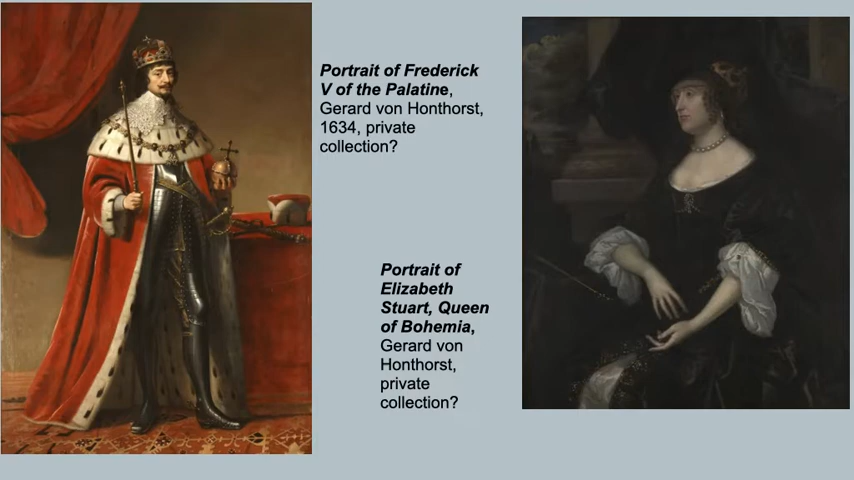 Portrait of Frederick
V of the Palatine,
Gerard von Honthorst,
1634, private
collection?
Portrait of
Elizabeth
Stuart, Queen
of Bohemia,
Gerard von
Honthorst,
private
collection?